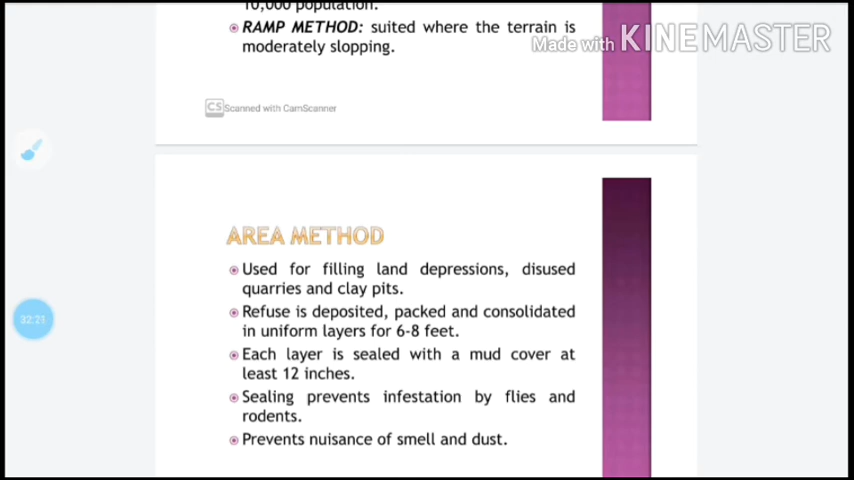 10,000 population.
RAMP METHOD: suited where the terrain is
moderately slopping.
Made with KINEMASTER
CS Scanned with CamScanner
AREA METHOD
Used for filling land depressions, disused
quarries and clay pits.
Refuse is deposited, packed and consolidated
in uniform layers for 6-8 feet.
32:21
Each layer is sealed with a mud cover at
least 12 inches.
Sealing prevents infestation by flies and
rodents.
Prevents nuisance of smell and dust.